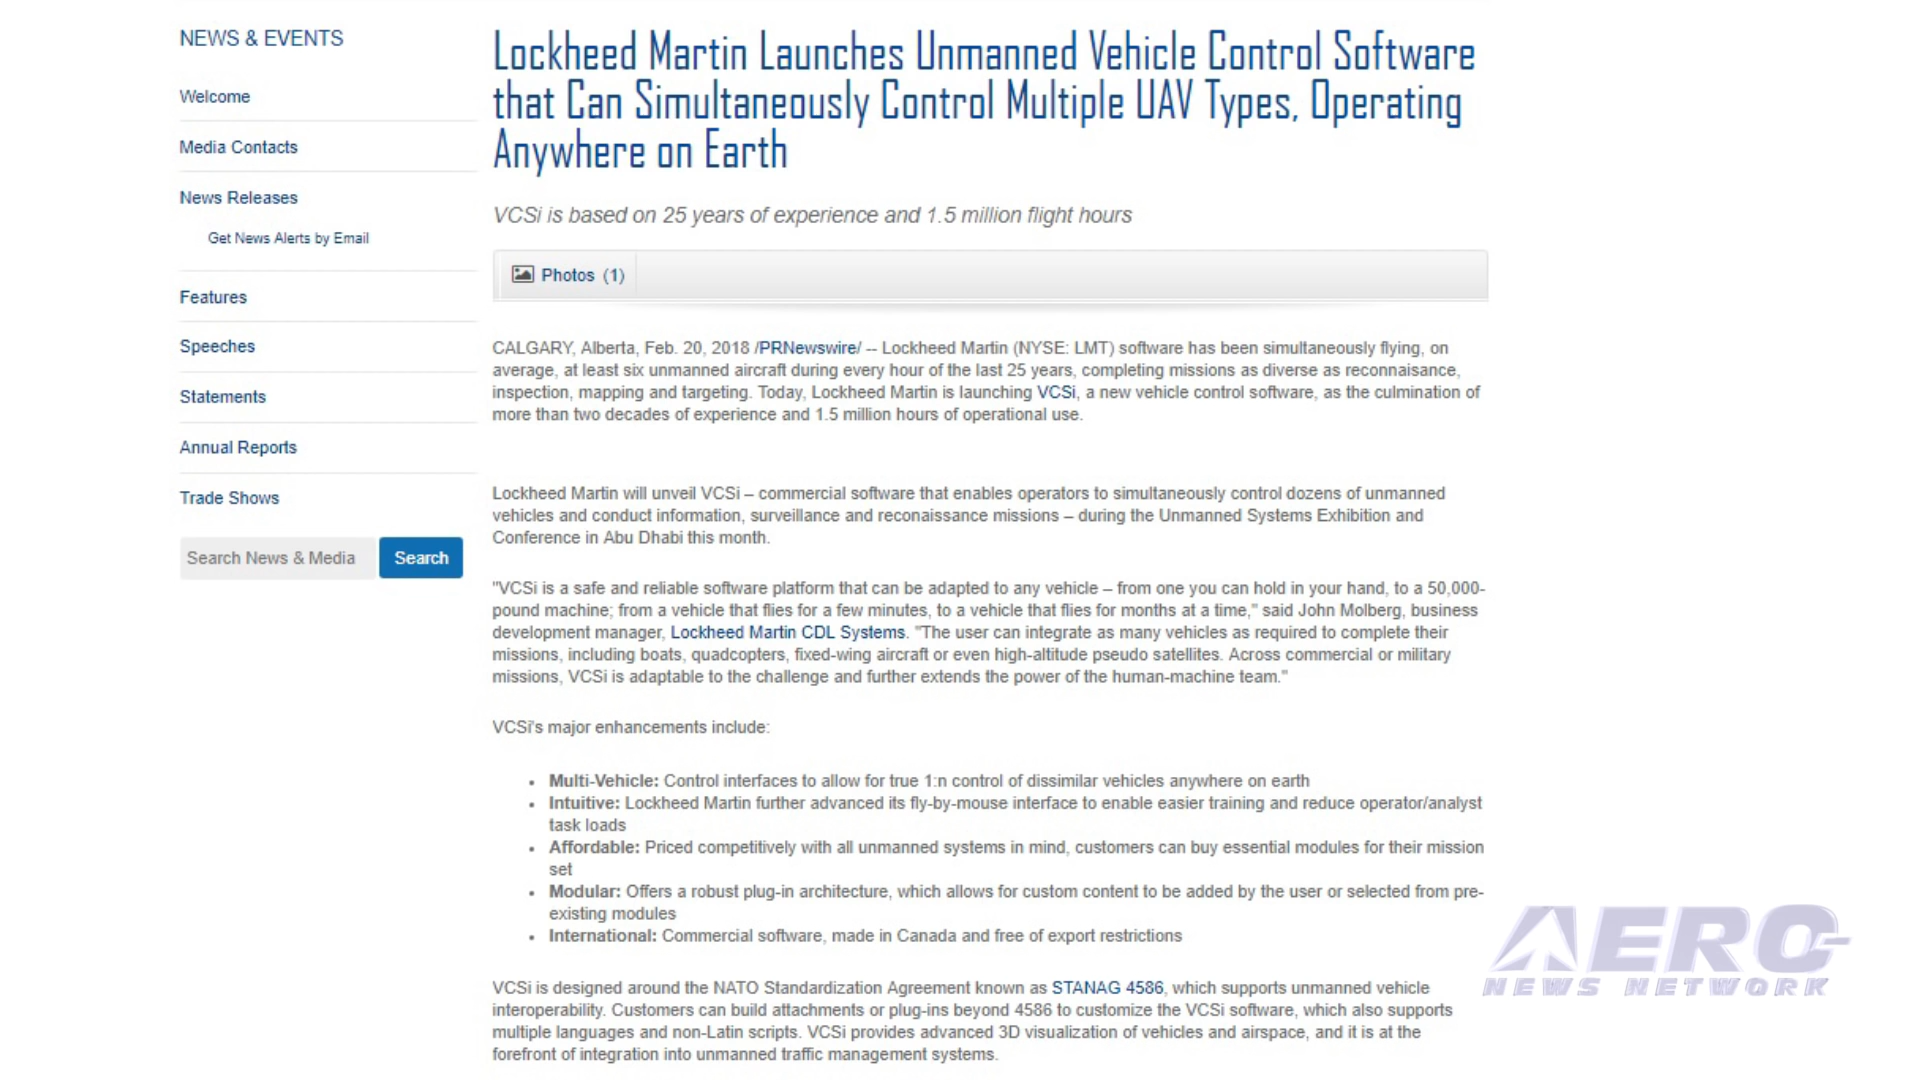 NEWS & EVENTS
Welcome
Media Contacts
News Releases
Get News Alerts by Email
Features
Speeches
Statements
Annual Reports
Trade Shows
Search News & Media
Search
Lockheed Martin Launches Unmanned Vehicle Control Software
that Can Simultaneously Control Multiple UAV Types, Operating
Anywhere on Earth
VCSi is based on 25 years of experience and 1.5 million flight hours
Photos (1)
CALGARY, Alberta, Feb. 20, 2018 /PRNewswire/ -- Lockheed Martin (NYSE: LMT) software has been simultaneously flying, on
average, at least six unmanned aircraft during every hour of the last 25 years, completing missions as diverse as reconnaisance,
inspection, mapping and targeting. Today, Lockheed Martin is launching VCSi, a new vehicle control software, as the culmination of
more than two decades of experience and 1.5 million hours of operational use.
Lockheed Martin will unveil VCSi – commercial software that enables operators to simultaneously control dozens of unmanned
vehicles and conduct information, surveillance and reconaissance missions – during the Unmanned Systems Exhibition and
Conference in Abu Dhabi this month.
"VCSi is a safe and reliable software platform that can be adapted to any vehicle – from one you can hold in your hand, to a 50,000-
pound machine; from a vehicle that flies for a few minutes, to a vehicle that flies for months at a time," said John Molberg, business
development manager, Lockheed Martin CDL Systems. "The user can integrate as many vehicles as required to complete their
missions, including boats, quadcopters, fixed-wing aircraft or even high-altitude pseudo satellites. Across commercial or military
missions, VCSi is adaptable to the challenge and further extends the power of the human-machine team."
VCSi's major enhancements include:
• Multi-Vehicle: Control interfaces to allow for true 1:n control of dissimilar vehicles anywhere on earth
• Intuitive: Lockheed Martin further advanced its fly-by-mouse interface to enable easier training and reduce operator/analyst
task loads
• Affordable: Priced competitively with all unmanned systems in mind, customers can buy essential modules for their mission
set
• Modular: Offers a robust plug-in architecture, which allows for custom content to be added by the user or selected from pre-
existing modules
• International: Commercial software, made in Canada and free of export restrictions
VCSi is designed around the NATO Standardization Agreement known as STANAG 4586, which supports unmanned vehicle
interoperability. Customers can build attachments or plug-ins beyond 4586 to customize the VCSi software, which also supports
multiple languages and non-Latin scripts. VCSi provides advanced 3D visualization of vehicles and airspace, and it is at the
forefront of integration into unmanned traffic management systems.
AERO
NEWS NETWORK